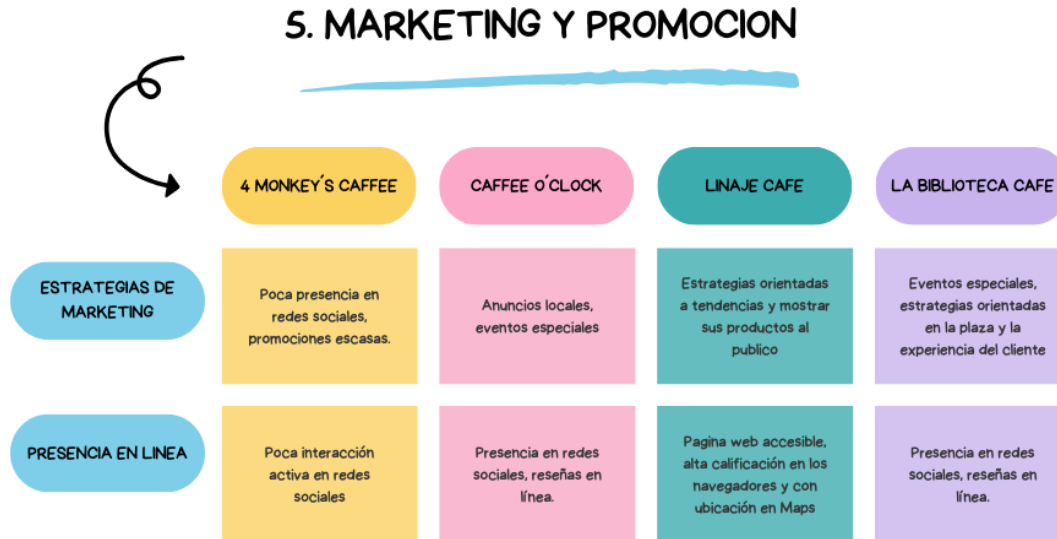 5. MARKETING Y PROMOCION
4 MONKEY´S CAFFEE
CAFFEE O´CLOCK
LINAJE CAFE
LA BIBLIOTECA CAFE
ESTRATEGIAS DE
MARKETING
Poca presencia en
redes sociales,
promociones escasas.
Anuncios locales,
eventos especiales
Estrategias orientadas
a tendencias y mostrar
sus productos al
publico
Eventos especiales,
estrategias orientadas
en la plaza y la
experiencia del cliente
PRESENCIA EN LINEA
Poca interacción
activa en redes
sociales
Presencia en redes
sociales, reseñas en
línea.
Pagina web accesible,
alta calificación en los
navegadores y con
ubicación en Maps
Presencia en redes
sociales, reseñas en
línea.